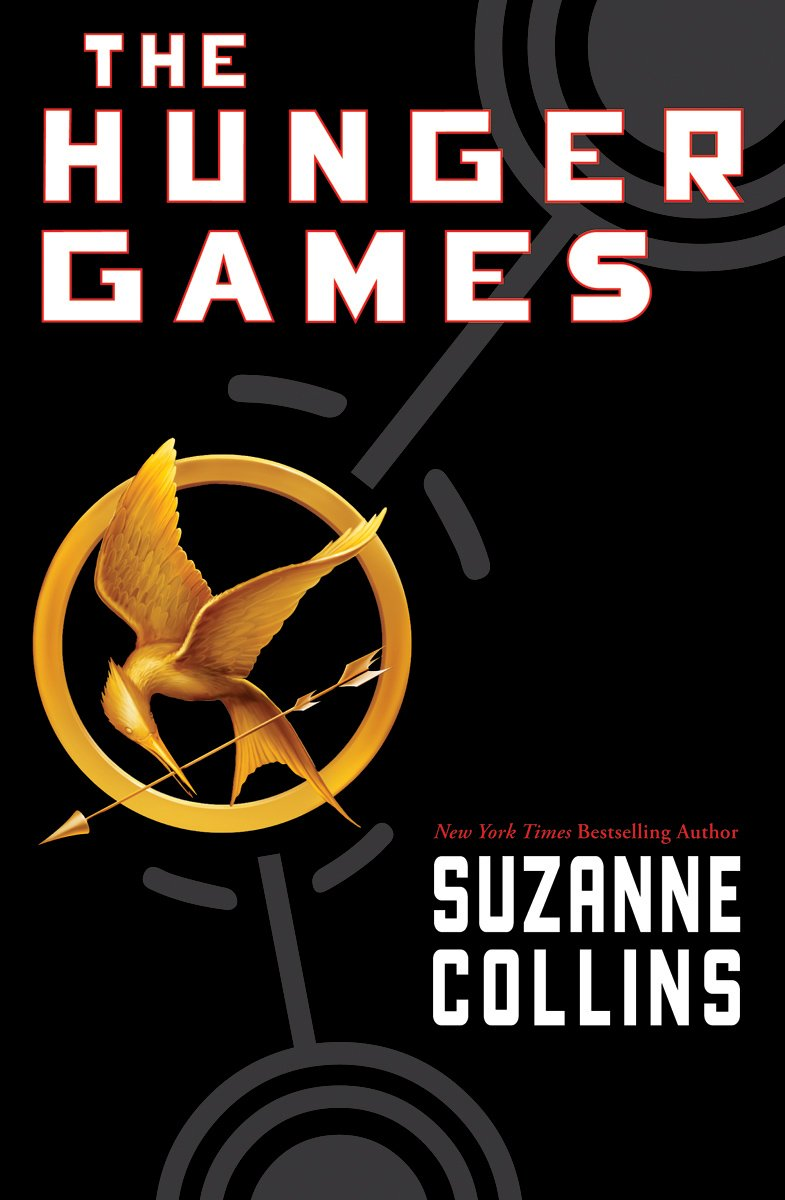 THE
HUNGER
GAMES
New York Times Bestselling Author
SUZANNE
COLLINS